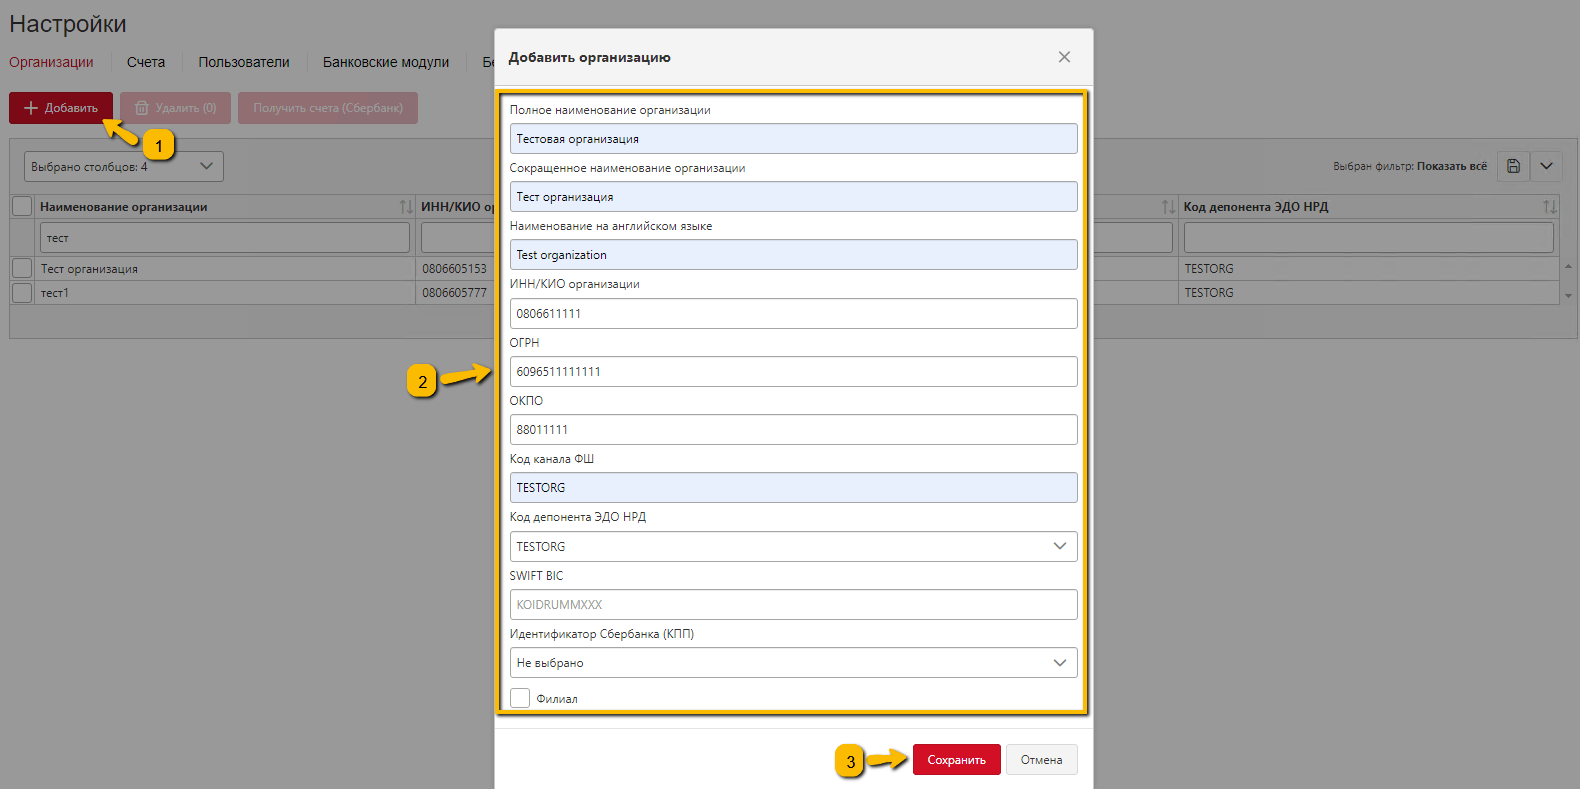 Настройки
Организации
Счета
Пользователи
Банковские модули
Добавить
Удалить (0)
Получить счета (Сбербанк)
1
Выбрано столбцов: 4
Выбран фильтр: Показать всё
Наименование организации
ИНН/КИО
Код депонента ЭДО НРД
тест
Тест организация
0806605153
TESTORG
тест1
0806605777
TESTORG
Добавить организацию
Полное наименование организации
Тестовая организация
Сокращенное наименование организации
Тест организация
Наименование на английском языке
Test organization
ИНН/КИО организации
0806611111
ОГРН
6096511111111
2
ОКПО
88011111
Код канала ФШ
TESTORG
Код депонента ЭДО НРД
TESTORG
SWIFT BIC
KOIDRUMMXXX
Идентификатор Сбербанка (КПП)
Не выбрано
Филиал
3
Сохранить
Отмена